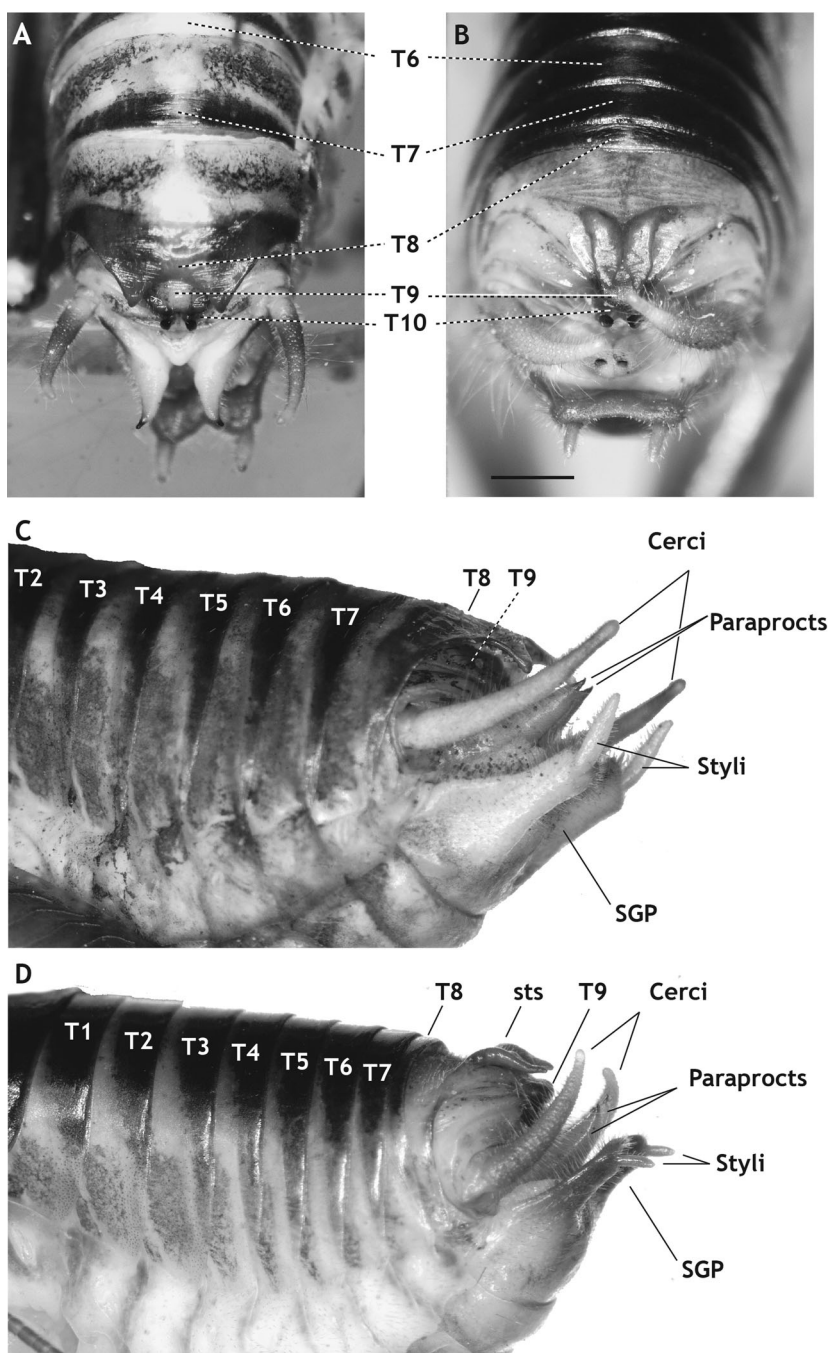 A
B
T6
T7
T8
T9
T10
C
Cerci
T2
T3
T4
T5
T6
T7
T8
T9
Paraprocts
Styli
SGP
D
T8
sts
T9
Cerci
T1
T2
T3
T4
T5
T6
T7
Paraprocts
Styli
SGP